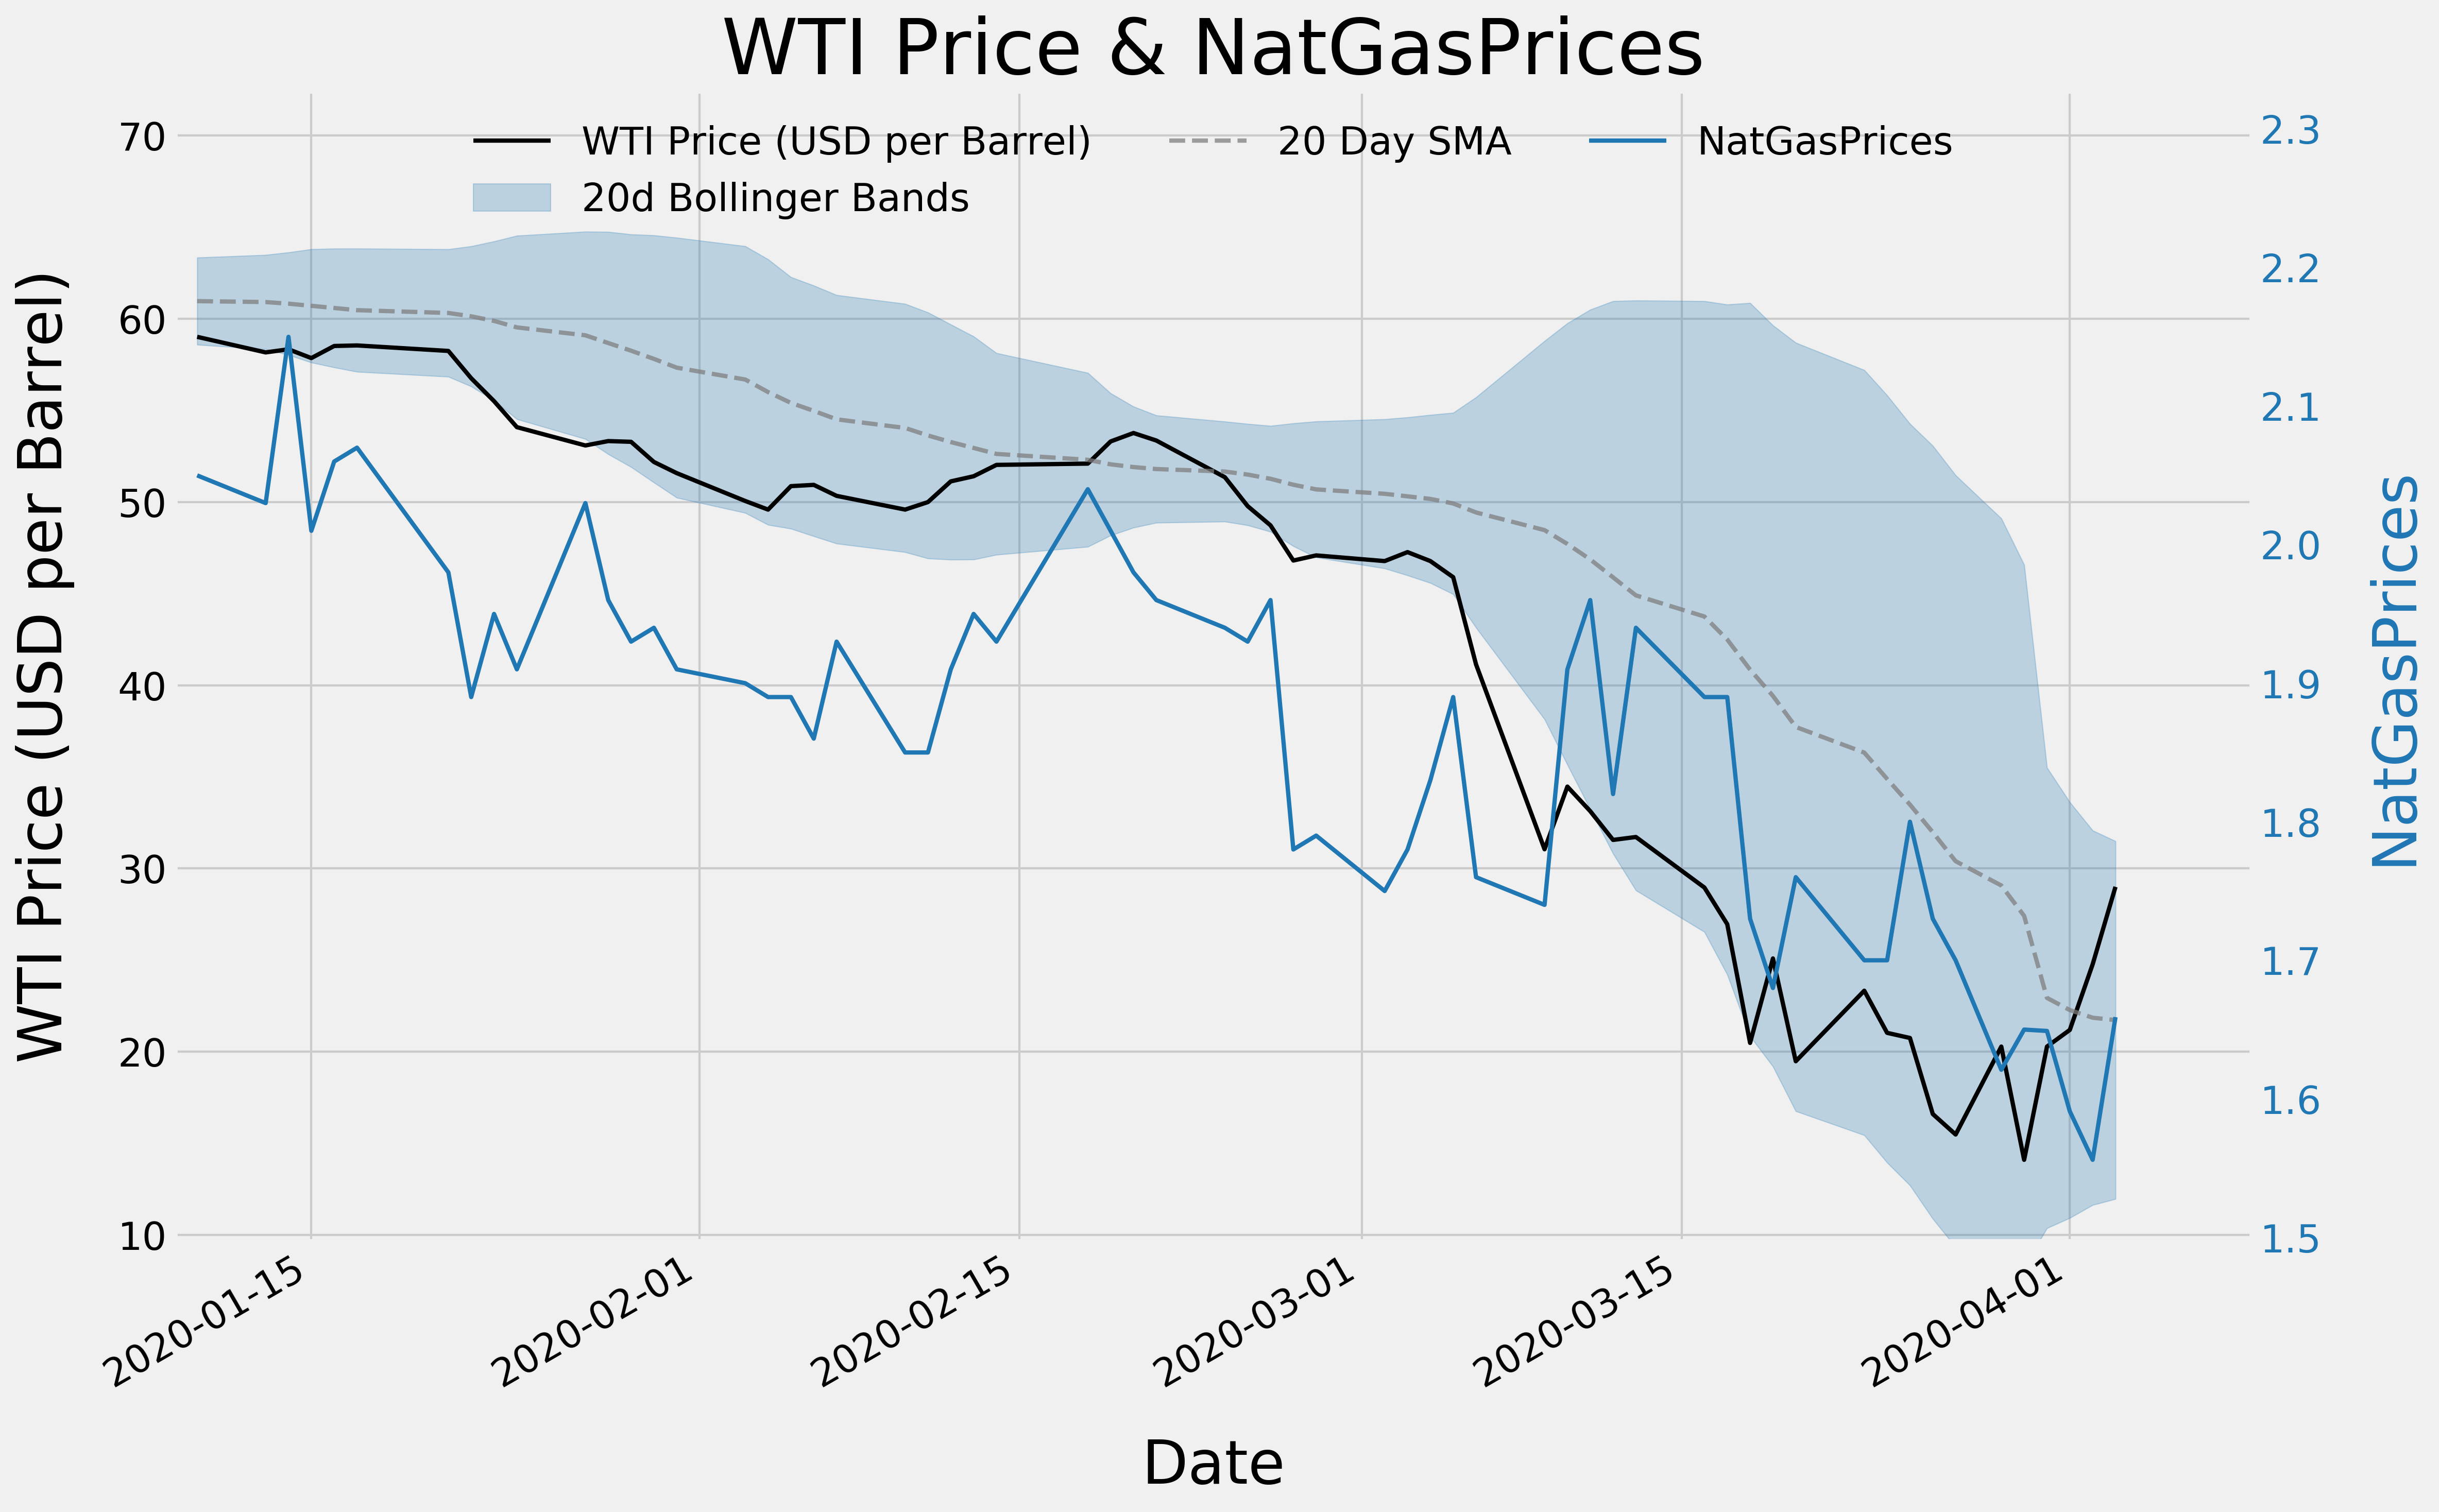 WTI Price & NatGasPrices
WTI Price (USD per Barrel)
20 Day SMA
NatGasPrices
20d Bollinger Bands
70
60
50
40
30
20
10
WTI Price (USD per Barrel)
2.3
2.2
2.1
2.0
1.9
1.8
1.7
1.6
1.5
NatGasPrices
2020-01-15
2020-02-01
2020-02-15
2020-03-01
2020-03-15
2020-04-01
Date